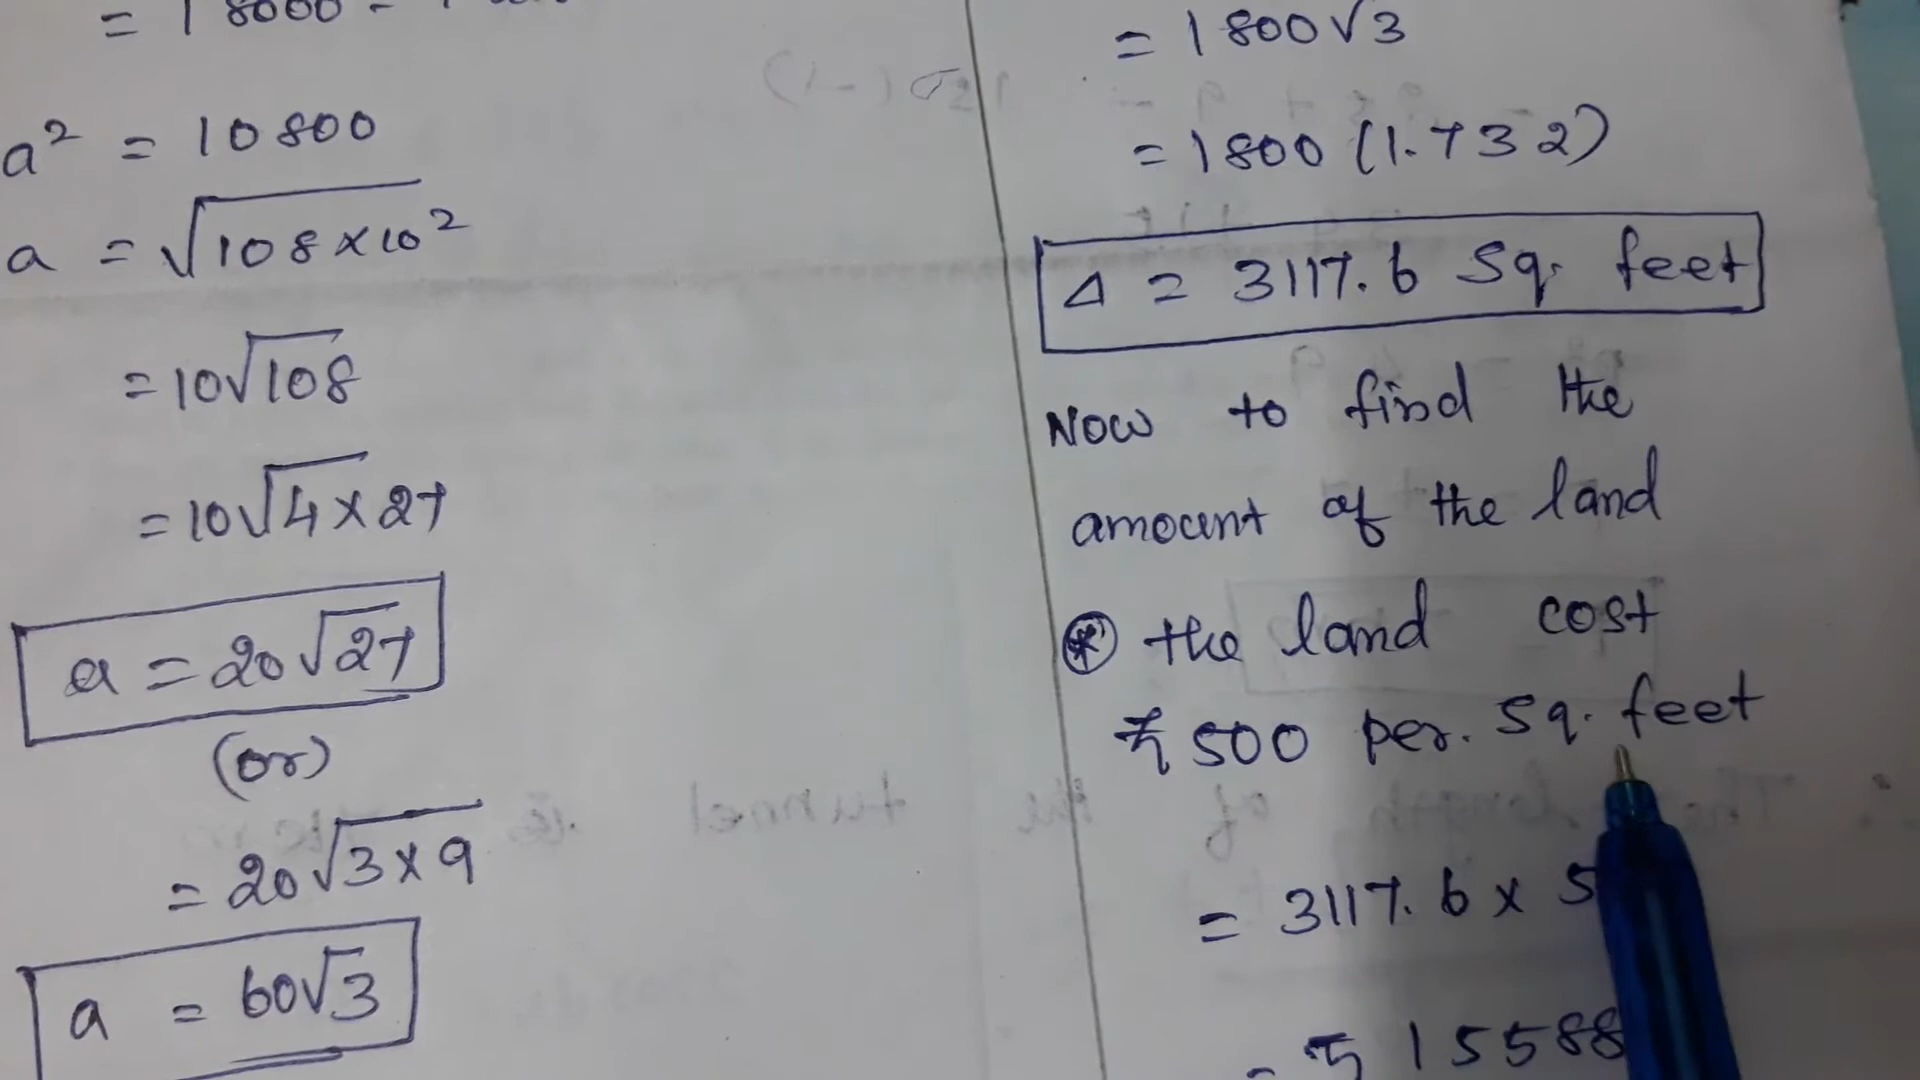 = 18000 -
a² = 10800
a = √108×10²
= 10√108
= 10√4×27
a = 20√27
(or)
= 20√3×9
a = 60√3
= 1800√3
= 1800 (1.732)
Δ = 3117.6 Sq. feet
Now to find the
amount of the land
* the land cost
₹ 500 per. Sq. feet
= 3117.6 × 5
= ₹ 15588